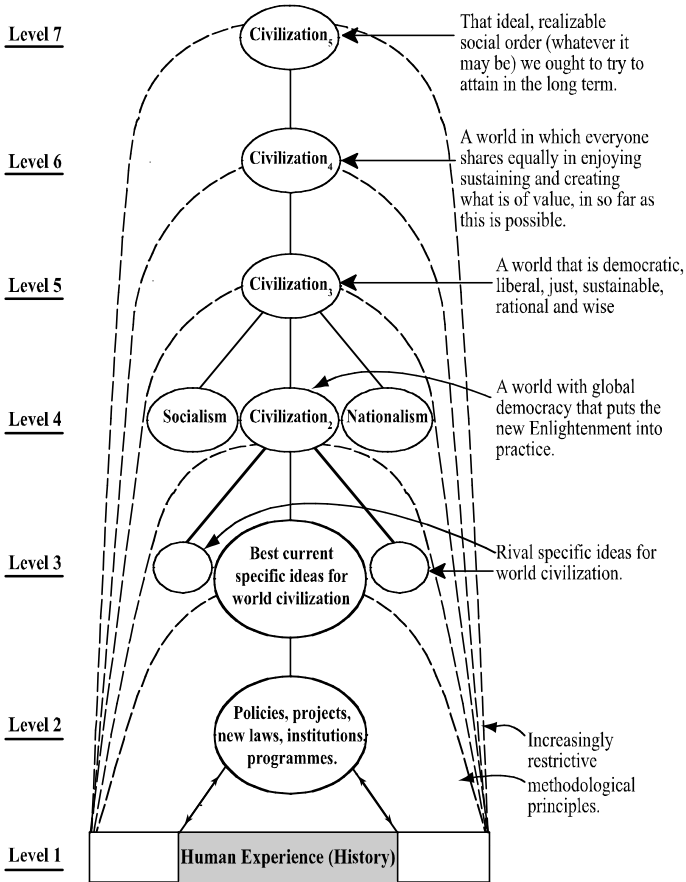 Level 7
Civilization5
That ideal, realizable
social order (whatever it
may be) we ought to try to
attain in the long term.
Level 6
Civilization4
A world in which everyone
shares equally in enjoying
sustaining and creating
what is of value, in so far as
this is possible.
Level 5
Civilization3
A world that is democratic,
liberal, just, sustainable,
rational and wise
Level 4
Socialism
Civilization2
Nationalism
A world with global
democracy that puts the
new Enlightenment into
practice.
Level 3
Best current
specific ideas for
world civilization
Rival specific ideas for
world civilization.
Level 2
Policies, projects,
new laws, institutions,
programmes.
Increasingly
restrictive
methodological
principles.
Level 1
Human Experience (History)